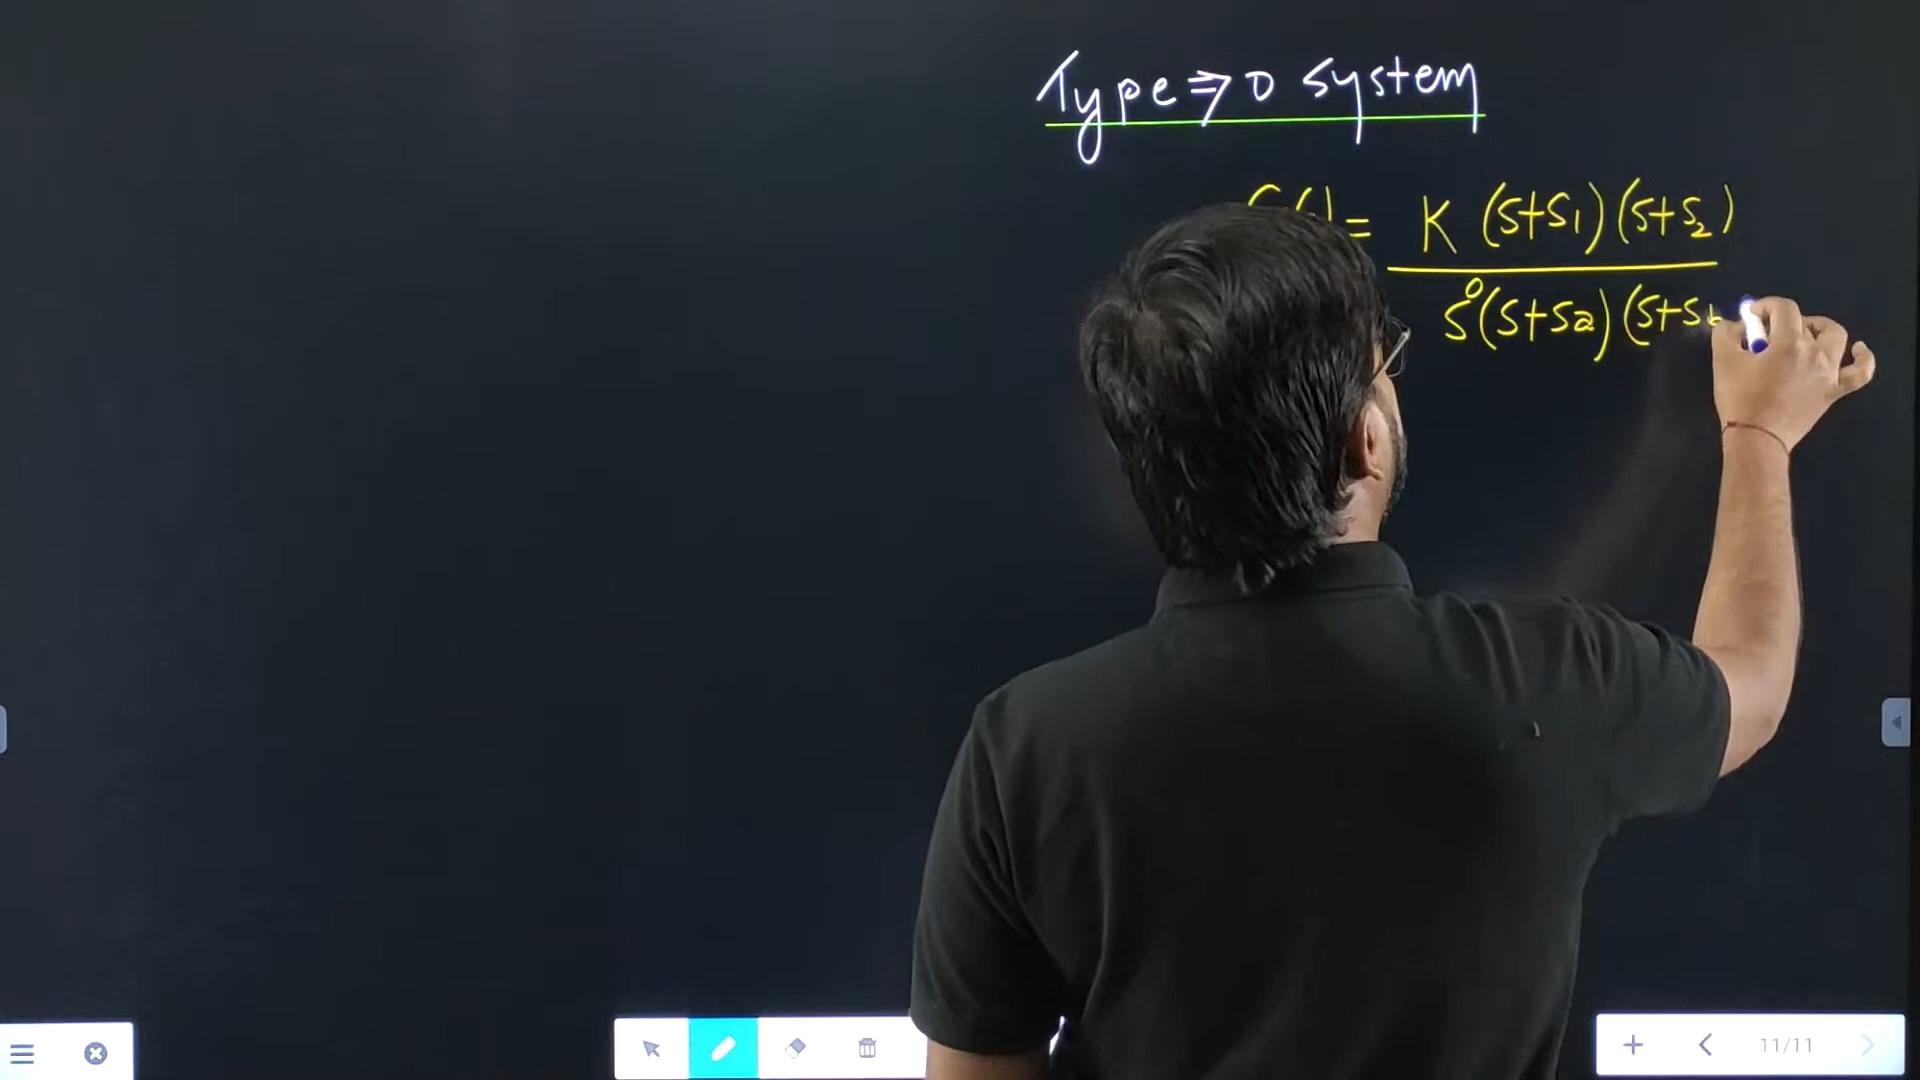 Type ⇒ 0 system
= K (S+S₁)(S+S₂)
S⁰(S+Sa)(S+S
11/11